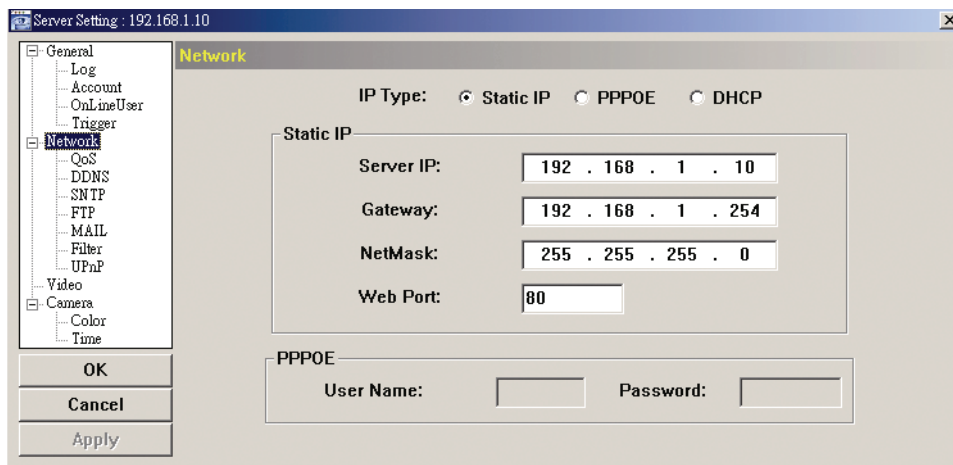 Server Setting : 192.168.1.10
General
Log
Account
OnLineUser
Trigger
Network
QoS
DDNS
SNTP
FTP
MAIL
Filter
UPnP
Video
Camera
Color
Time
OK
Cancel
Apply
Network
IP Type: Static IP PPPOE DHCP
Static IP
Server IP: 192 . 168 . 1 . 10
Gateway: 192 . 168 . 1 . 254
NetMask: 255 . 255 . 255 . 0
Web Port: 80
PPPOE
User Name: Password: